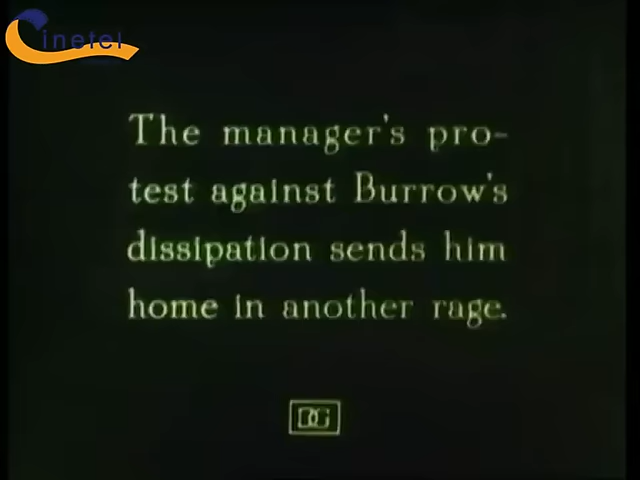 Cinetel
The manager's pro-
test against Burrow's
dissipation sends him
home in another rage.
DG